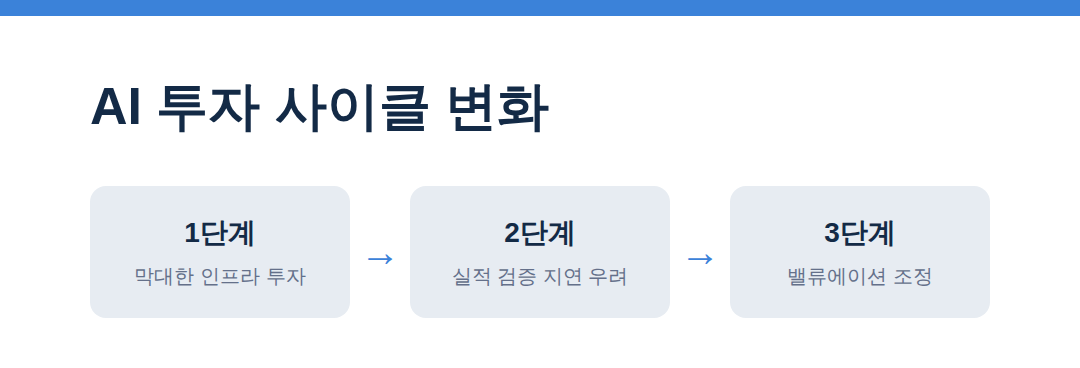 AI 투자 사이클 변화
1단계
막대한 인프라 투자
→
2단계
실적 검증 지연 우려
→
3단계
밸류에이션 조정